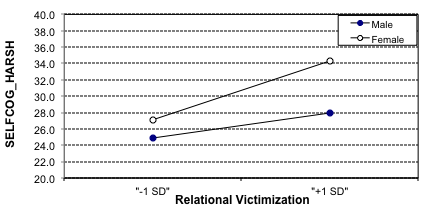 SELFCOG_HARSH
40.0
38.0
36.0
34.0
32.0
30.0
28.0
26.0
24.0
22.0
20.0
Male
Female
"-1 SD" "+1 SD"
Relational Victimization